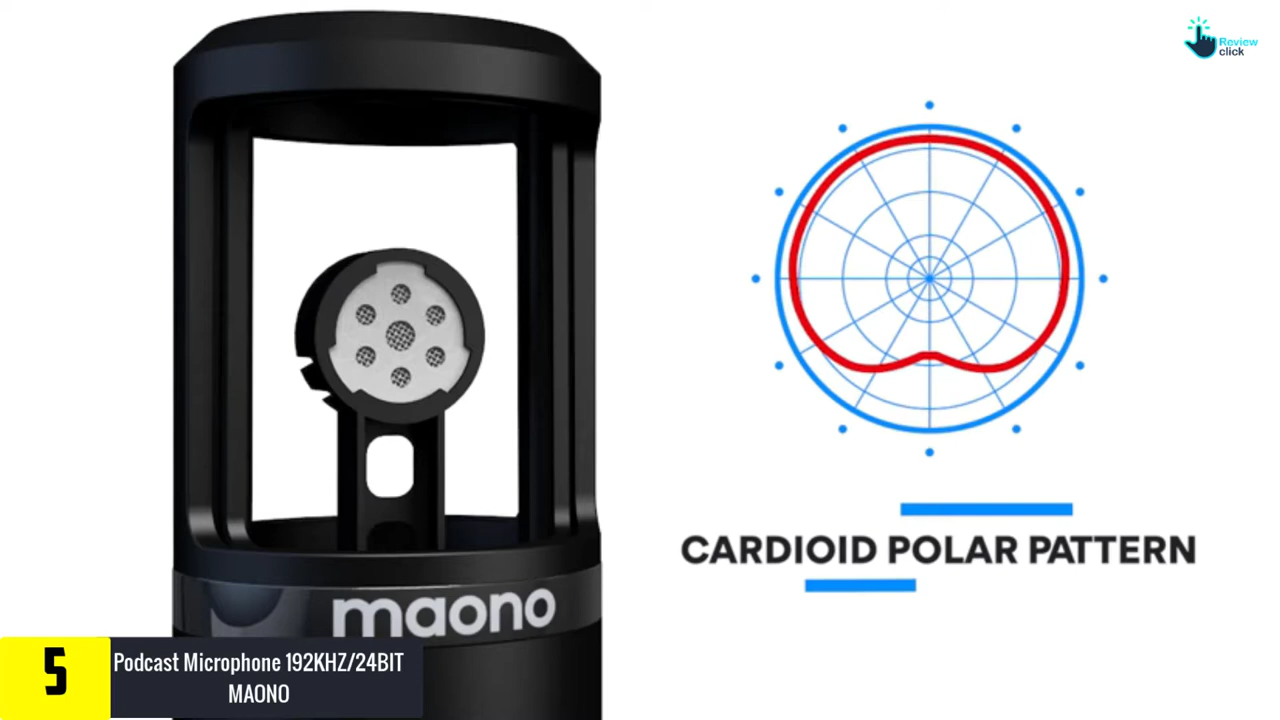 Review
click
CARDIOID POLAR PATTERN
maono
5
Podcast Microphone 192KHZ/24BIT
MAONO